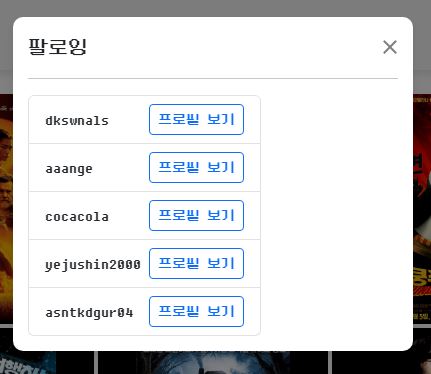 팔로잉
dkswnals 프로필 보기
aaange 프로필 보기
cocacola 프로필 보기
yejushin2000 프로필 보기
asntkdgur04 프로필 보기